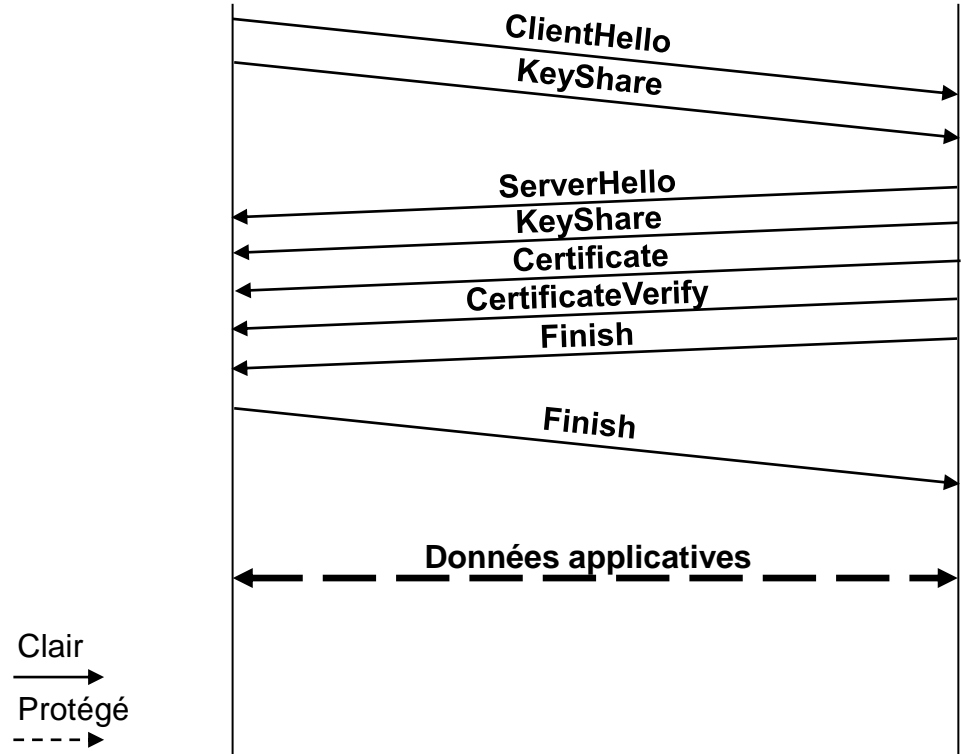 ClientHello
KeyShare
ServerHello
KeyShare
Certificate
CertificateVerify
Finish
Finish
Données applicatives
Clair
Protégé